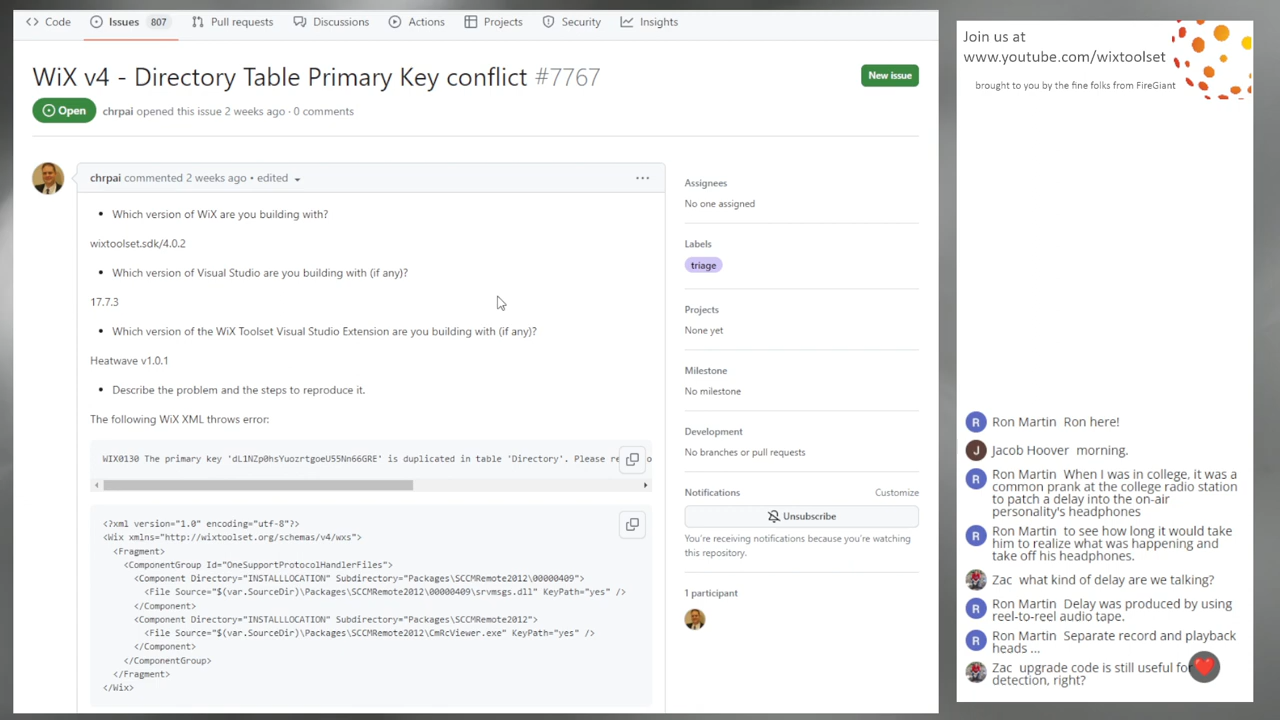 Code
Issues 807
Pull requests
Discussions
Actions
Projects
Security
Insights
WiX v4 - Directory Table Primary Key conflict #7767
New issue
Open
chrpai opened this issue 2 weeks ago · 0 comments
chrpai commented 2 weeks ago • edited
• Which version of WiX are you building with?
wixtoolset.sdk/4.0.2
• Which version of Visual Studio are you building with (if any)?
17.7.3
• Which version of the WiX Toolset Visual Studio Extension are you building with (if any)?
Heatwave v1.0.1
• Describe the problem and the steps to reproduce it.
The following WiX XML throws error:
WIX0130 The primary key 'dL1NZp0hsYuozrtgoeU55Nn66GRE' is duplicated in table 'Directory'. Please
<?xml version="1.0" encoding="utf-8"?>
<Wix xmlns="http://wixtoolset.org/schemas/v4/wxs">
<Fragment>
<ComponentGroup Id="OneSupportProtocolHandlerFiles">
<Component Directory="INSTALLLOCATION" Subdirectory="Packages\SCCMRemote2012\00000409">
<File Source="$(var.SourceDir)\Packages\SCCMRemote2012\00000409\srvmsgs.dll" KeyPath="yes" />
</Component>
<Component Directory="INSTALLLOCATION" Subdirectory="Packages\SCCMRemote2012">
<File Source="$(var.SourceDir)\Packages\SCCMRemote2012\CmRcViewer.exe" KeyPath="yes" />
</Component>
</ComponentGroup>
</Fragment>
</Wix>
Assignees
No one assigned
Labels
triage
Projects
None yet
Milestone
No milestone
Development
No branches or pull requests
Notifications
Customize
Unsubscribe
You're receiving notifications because you're watching
this repository.
1 participant
Join us at
www.youtube.com/wixtoolset
brought to you by the fine folks from FireGiant
R Ron Martin Ron here!
J Jacob Hoover morning.
R Ron Martin When I was in college, it was a
common prank at the college radio station
to patch a delay into the on-air
personality's headphones
R Ron Martin to see how long it would take
him to realize what was happening and
take off his headphones.
Zac what kind of delay are we talking?
R Ron Martin Delay was produced by using
reel-to-reel audio tape.
R Ron Martin Separate record and playback
heads ...
Zac upgrade code is still useful for
detection, right?